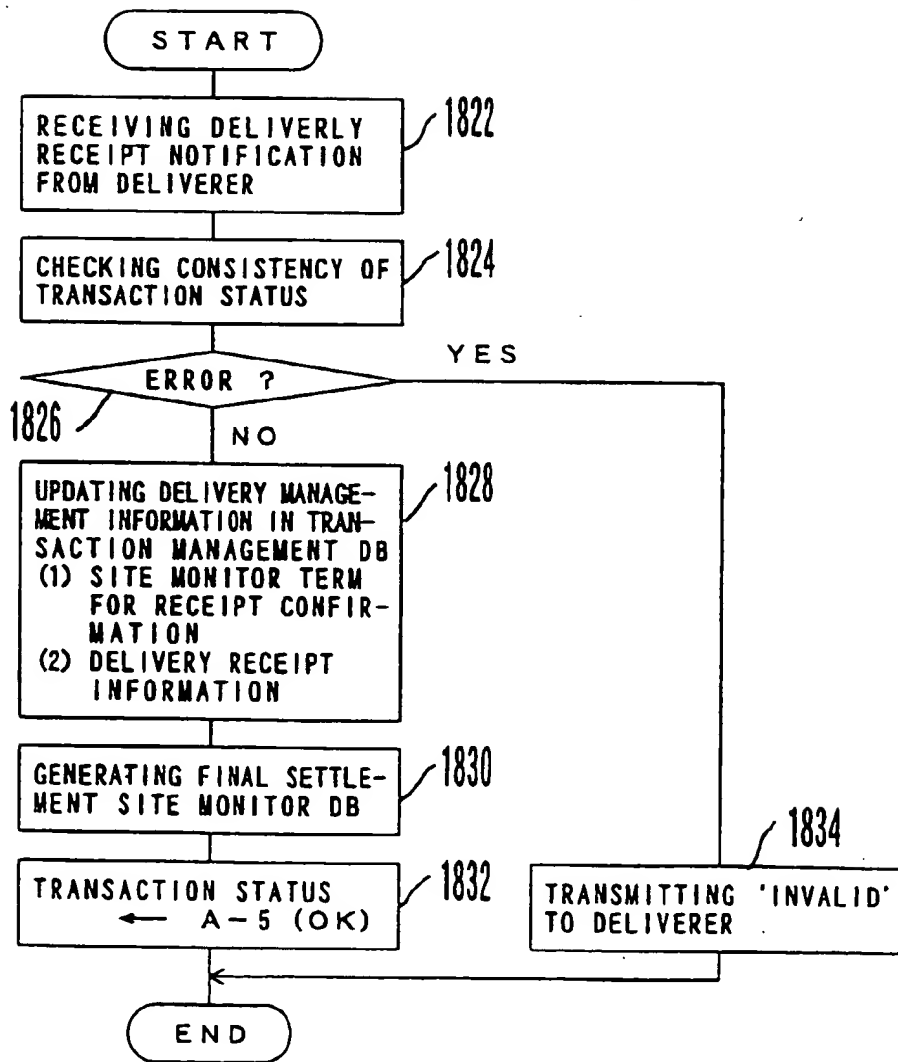 START
RECEIVING DELIVERLY
RECEIPT NOTIFICATION
FROM DELIVERER
1822
CHECKING CONSISTENCY OF
TRANSACTION STATUS
1824
ERROR ?
YES
1826
NO
UPDATING DELIVERY MANAGE-
MENT INFORMATION IN TRAN-
SACTION MANAGEMENT DB
(1) SITE MONITOR TERM
FOR RECEIPT CONFIR-
MATION
(2) DELIVERY RECEIPT
INFORMATION
1828
GENERATING FINAL SETTLE-
MENT SITE MONITOR DB
1830
TRANSACTION STATUS
← A-5 (OK)
1832
1834
TRANSMITTING 'INVALID'
TO DELIVERER
END